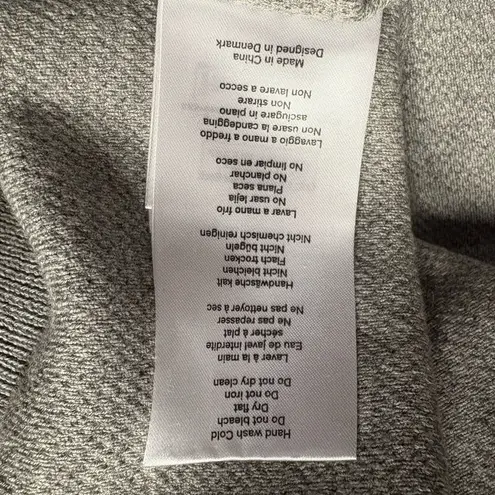 Hand wash Cold
Do not bleach
Dry flat
Do not iron
Do not dry clean
Laver à la main
Eau de javel interdite
sécher à plat
Ne pas repasser
Ne pas nettoyer à sec
Handwäsche kalt
Nicht bleichen
Flach trocken
Nicht bügeln
Nicht chemisch reinigen
Lavar a mano frio
No usar lejia
Plana seca
No planchar
No limpiar en seco
Lavaggio a mano a freddo
Non usare la candeggina
asciugare in piano
Non stirare
Non lavare a secco
Made in China
Designed in Denmark